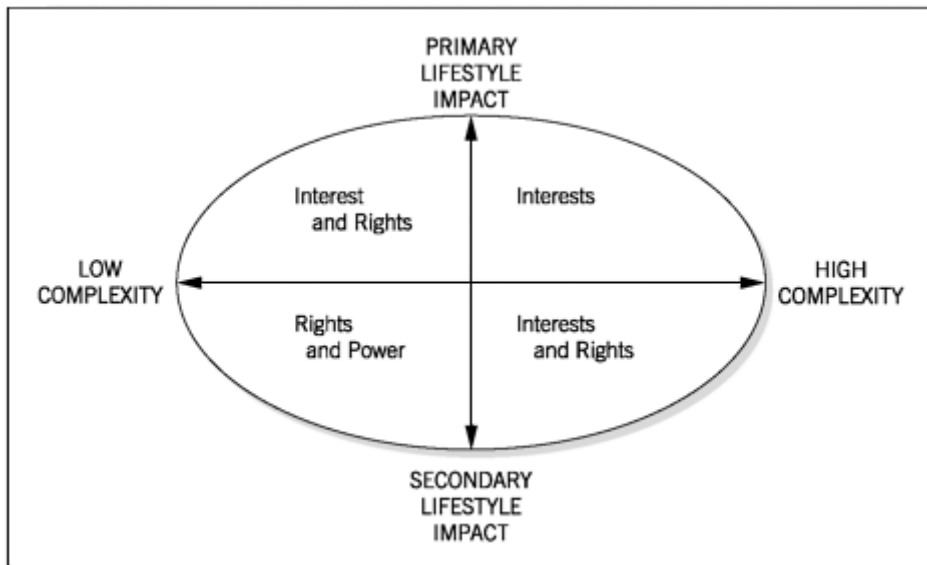 PRIMARY
LIFESTYLE
IMPACT
Interest
and Rights
Interests
LOW
COMPLEXITY
HIGH
COMPLEXITY
Rights
and Power
Interests
and Rights
SECONDARY
LIFESTYLE
IMPACT